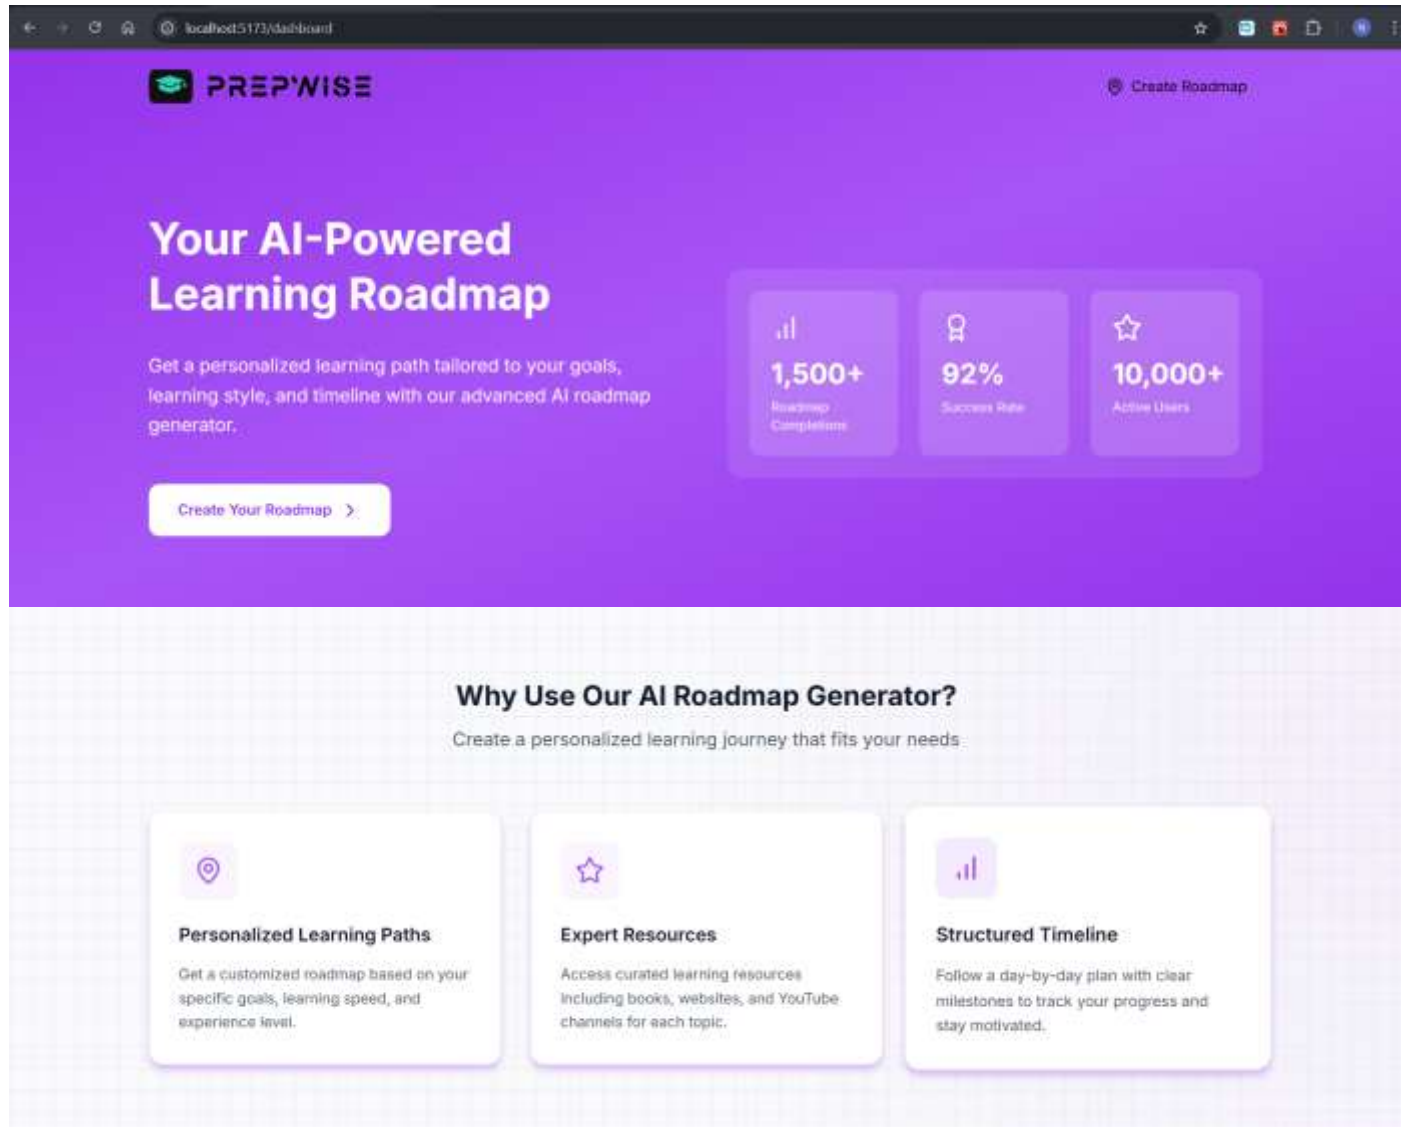 localhost:5173/dashboard
PREPWISE
Create Roadmap
Your AI-Powered
Learning Roadmap
Get a personalized learning path tailored to your goals,
learning style, and timeline with our advanced AI roadmap
generator.
Create Your Roadmap
1,500+
Roadmap
Completions
92%
Success Rate
10,000+
Active Users
Why Use Our AI Roadmap Generator?
Create a personalized learning journey that fits your needs
Personalized Learning Paths
Get a customized roadmap based on your
specific goals, learning speed, and
experience level.
Expert Resources
Access curated learning resources
including books, websites, and YouTube
channels for each topic.
Structured Timeline
Follow a day-by-day plan with clear
milestones to track your progress and
stay motivated.